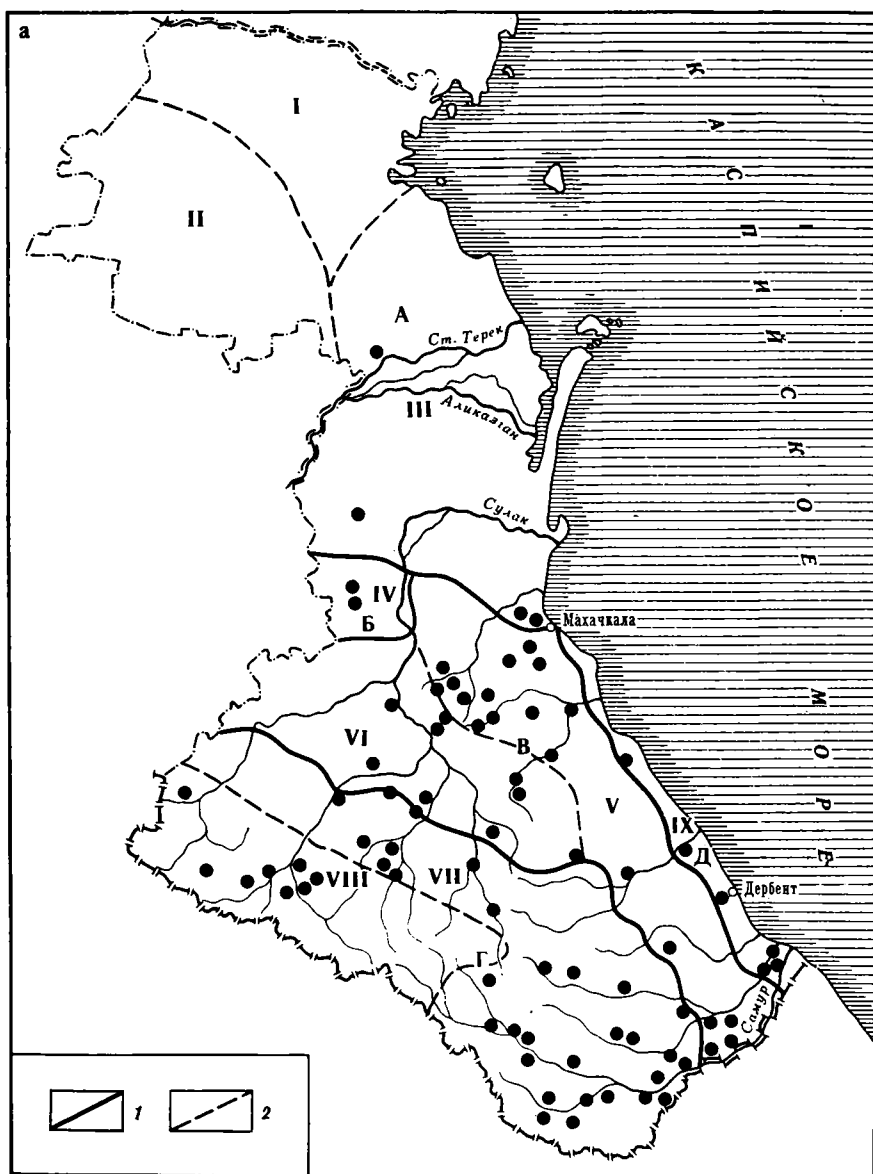 а
I
КАСПИЙСКОЕ МОРЕ
II
А
Ст. Терек
Аликазган
III
Сулак
IV
Махачкала
Б
VI
В
V
IX
Д
VIII
VII
Дербент
Г
Самур
1
2